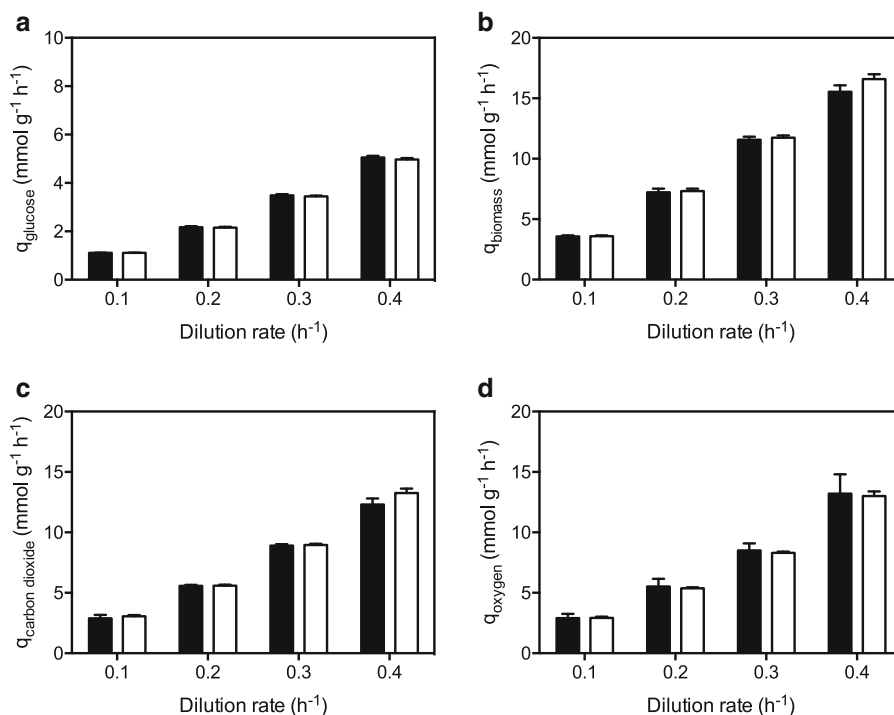 a
10
8
6
4
2
0
q glucose (mmol g-1 h-1)
0.1 0.2 0.3 0.4
Dilution rate (h-1)
b
20
15
10
5
0
q biomass (mmol g-1 h-1)
0.1 0.2 0.3 0.4
Dilution rate (h-1)
c
20
15
10
5
0
q carbon dioxide (mmol g-1 h-1)
0.1 0.2 0.3 0.4
Dilution rate (h-1)
d
20
15
10
5
0
q oxygen (mmol g-1 h-1)
0.1 0.2 0.3 0.4
Dilution rate (h-1)